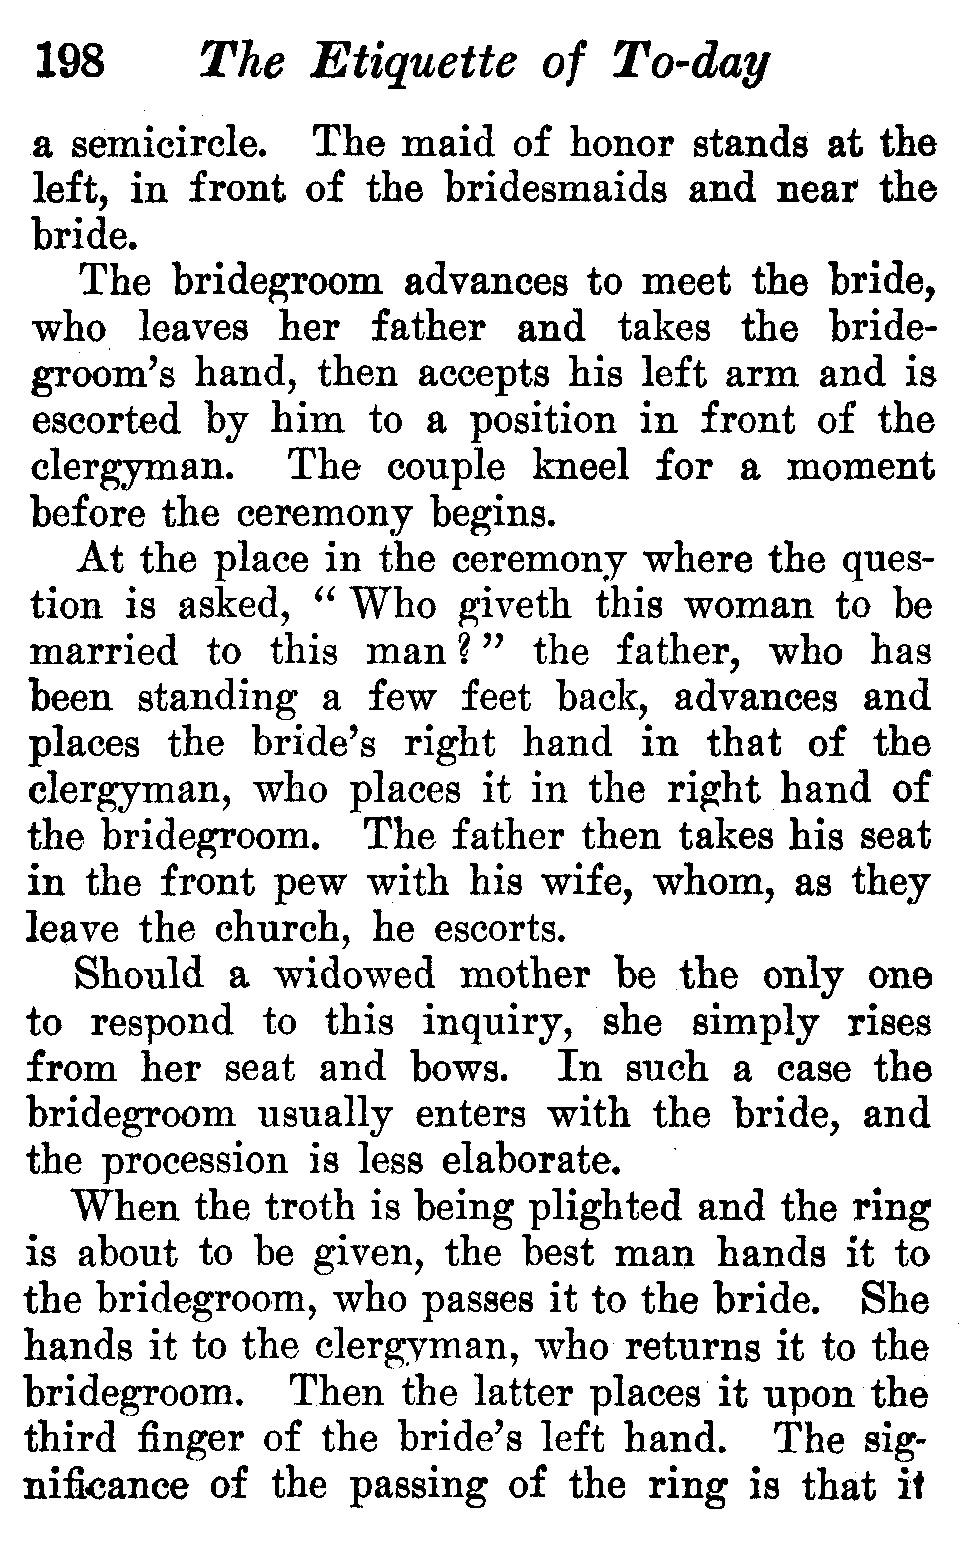 198 The Etiquette of To-day
a semicircle. The maid of honor stands at the
left, in front of the bridesmaids and near the
bride.
The bridegroom advances to meet the bride,
who leaves her father and takes the bride-
groom's hand, then accepts his left arm and is
escorted by him to a position in front of the
clergyman. The couple kneel for a moment
before the ceremony begins.
At the place in the ceremony where the ques-
tion is asked, “ Who giveth this woman to be
married to this man ? ” the father, who has
been standing a few feet back, advances and
places the bride's right hand in that of the
clergyman, who places it in the right hand of
the bridegroom. The father then takes his seat
in the front pew with his wife, whom, as they
leave the church, he escorts.
Should a widowed mother be the only one
to respond to this inquiry, she simply rises
from her seat and bows. In such a case the
bridegroom usually enters with the bride, and
the procession is less elaborate.
When the troth is being plighted and the ring
is about to be given, the best man hands it to
the bridegroom, who passes it to the bride. She
hands it to the clergyman, who returns it to the
bridegroom. Then the latter places it upon the
third finger of the bride's left hand. The sig-
nificance of the passing of the ring is that it